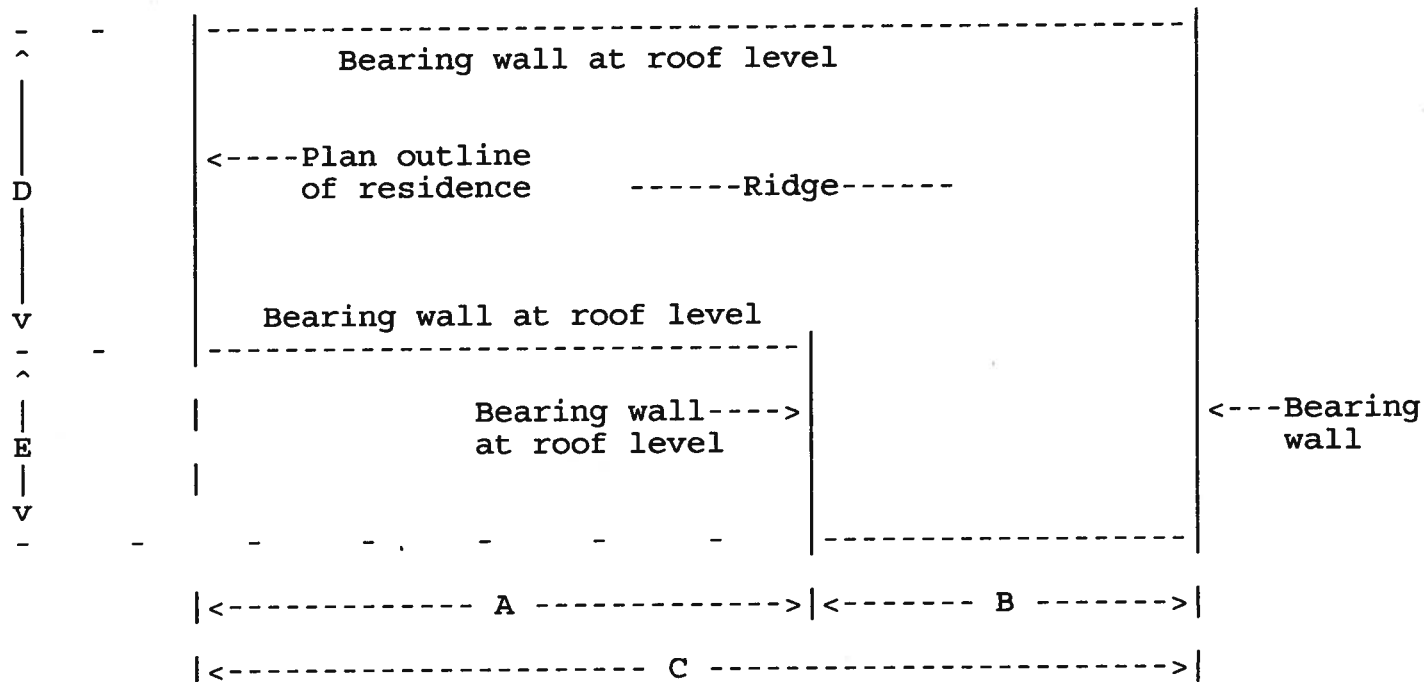 Bearing wall at roof level
<----Plan outline
of residence ------Ridge------
D
Bearing wall at roof level
Bearing wall----> <---Bearing
at roof level wall
E
|<------------- A ------------->|<------- B ------->|
|<---------------------- C ------------------------>|